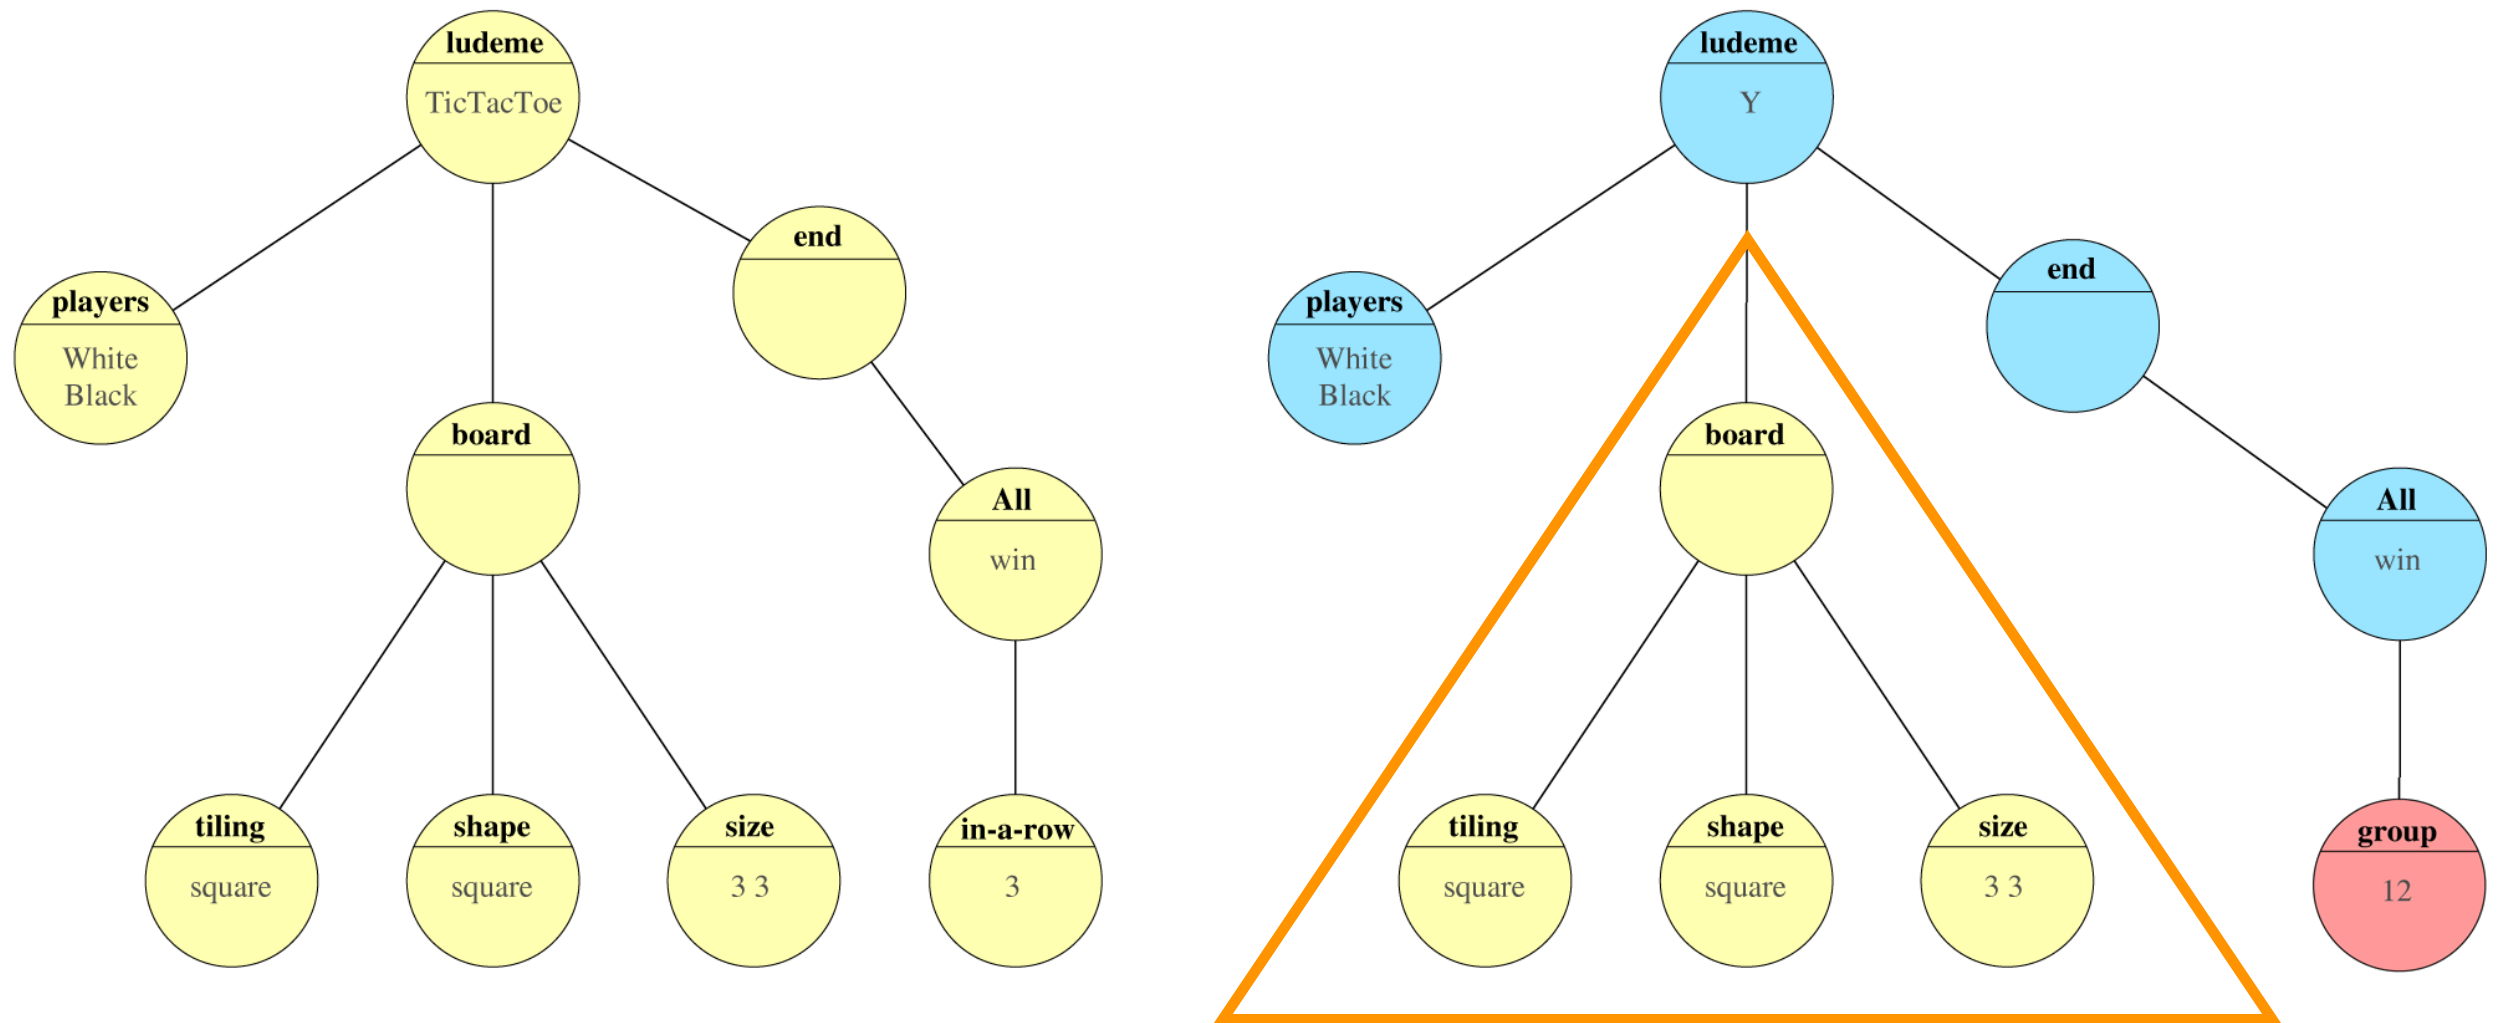 ludeme
TicTacToe
players
White
Black
end
board
All
win
tiling
square
shape
square
size
3 3
in-a-row
3
ludeme
Y
players
White
Black
end
board
All
win
tiling
square
shape
square
size
3 3
group
12